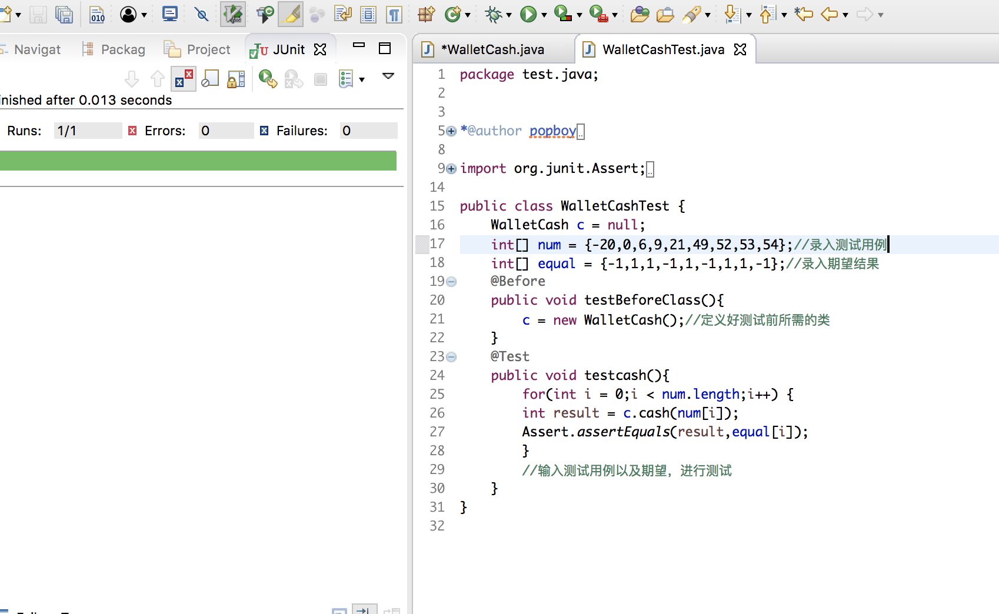 010
Navigat Packag Project JUnit
inished after 0.013 seconds
Runs: 1/1 Errors: 0 Failures: 0
*WalletCash.java WalletCashTest.java
1 package test.java;
2
3
5 *@author popboy
8
9 import org.junit.Assert;
14
15 public class WalletCashTest {
16 WalletCash c = null;
17 int[] num = {-20,0,6,9,21,49,52,53,54};//录入测试用例
18 int[] equal = {-1,1,1,-1,1,-1,1,1,-1};//录入期望结果
19 @Before
20 public void testBeforeClass(){
21 c = new WalletCash();//定义好测试前所需的类
22 }
23 @Test
24 public void testcash(){
25 for(int i = 0;i < num.length;i++) {
26 int result = c.cash(num[i]);
27 Assert.assertEquals(result,equal[i]);
28 }
29 //输入测试用例以及期望，进行测试
30 }
31 }
32